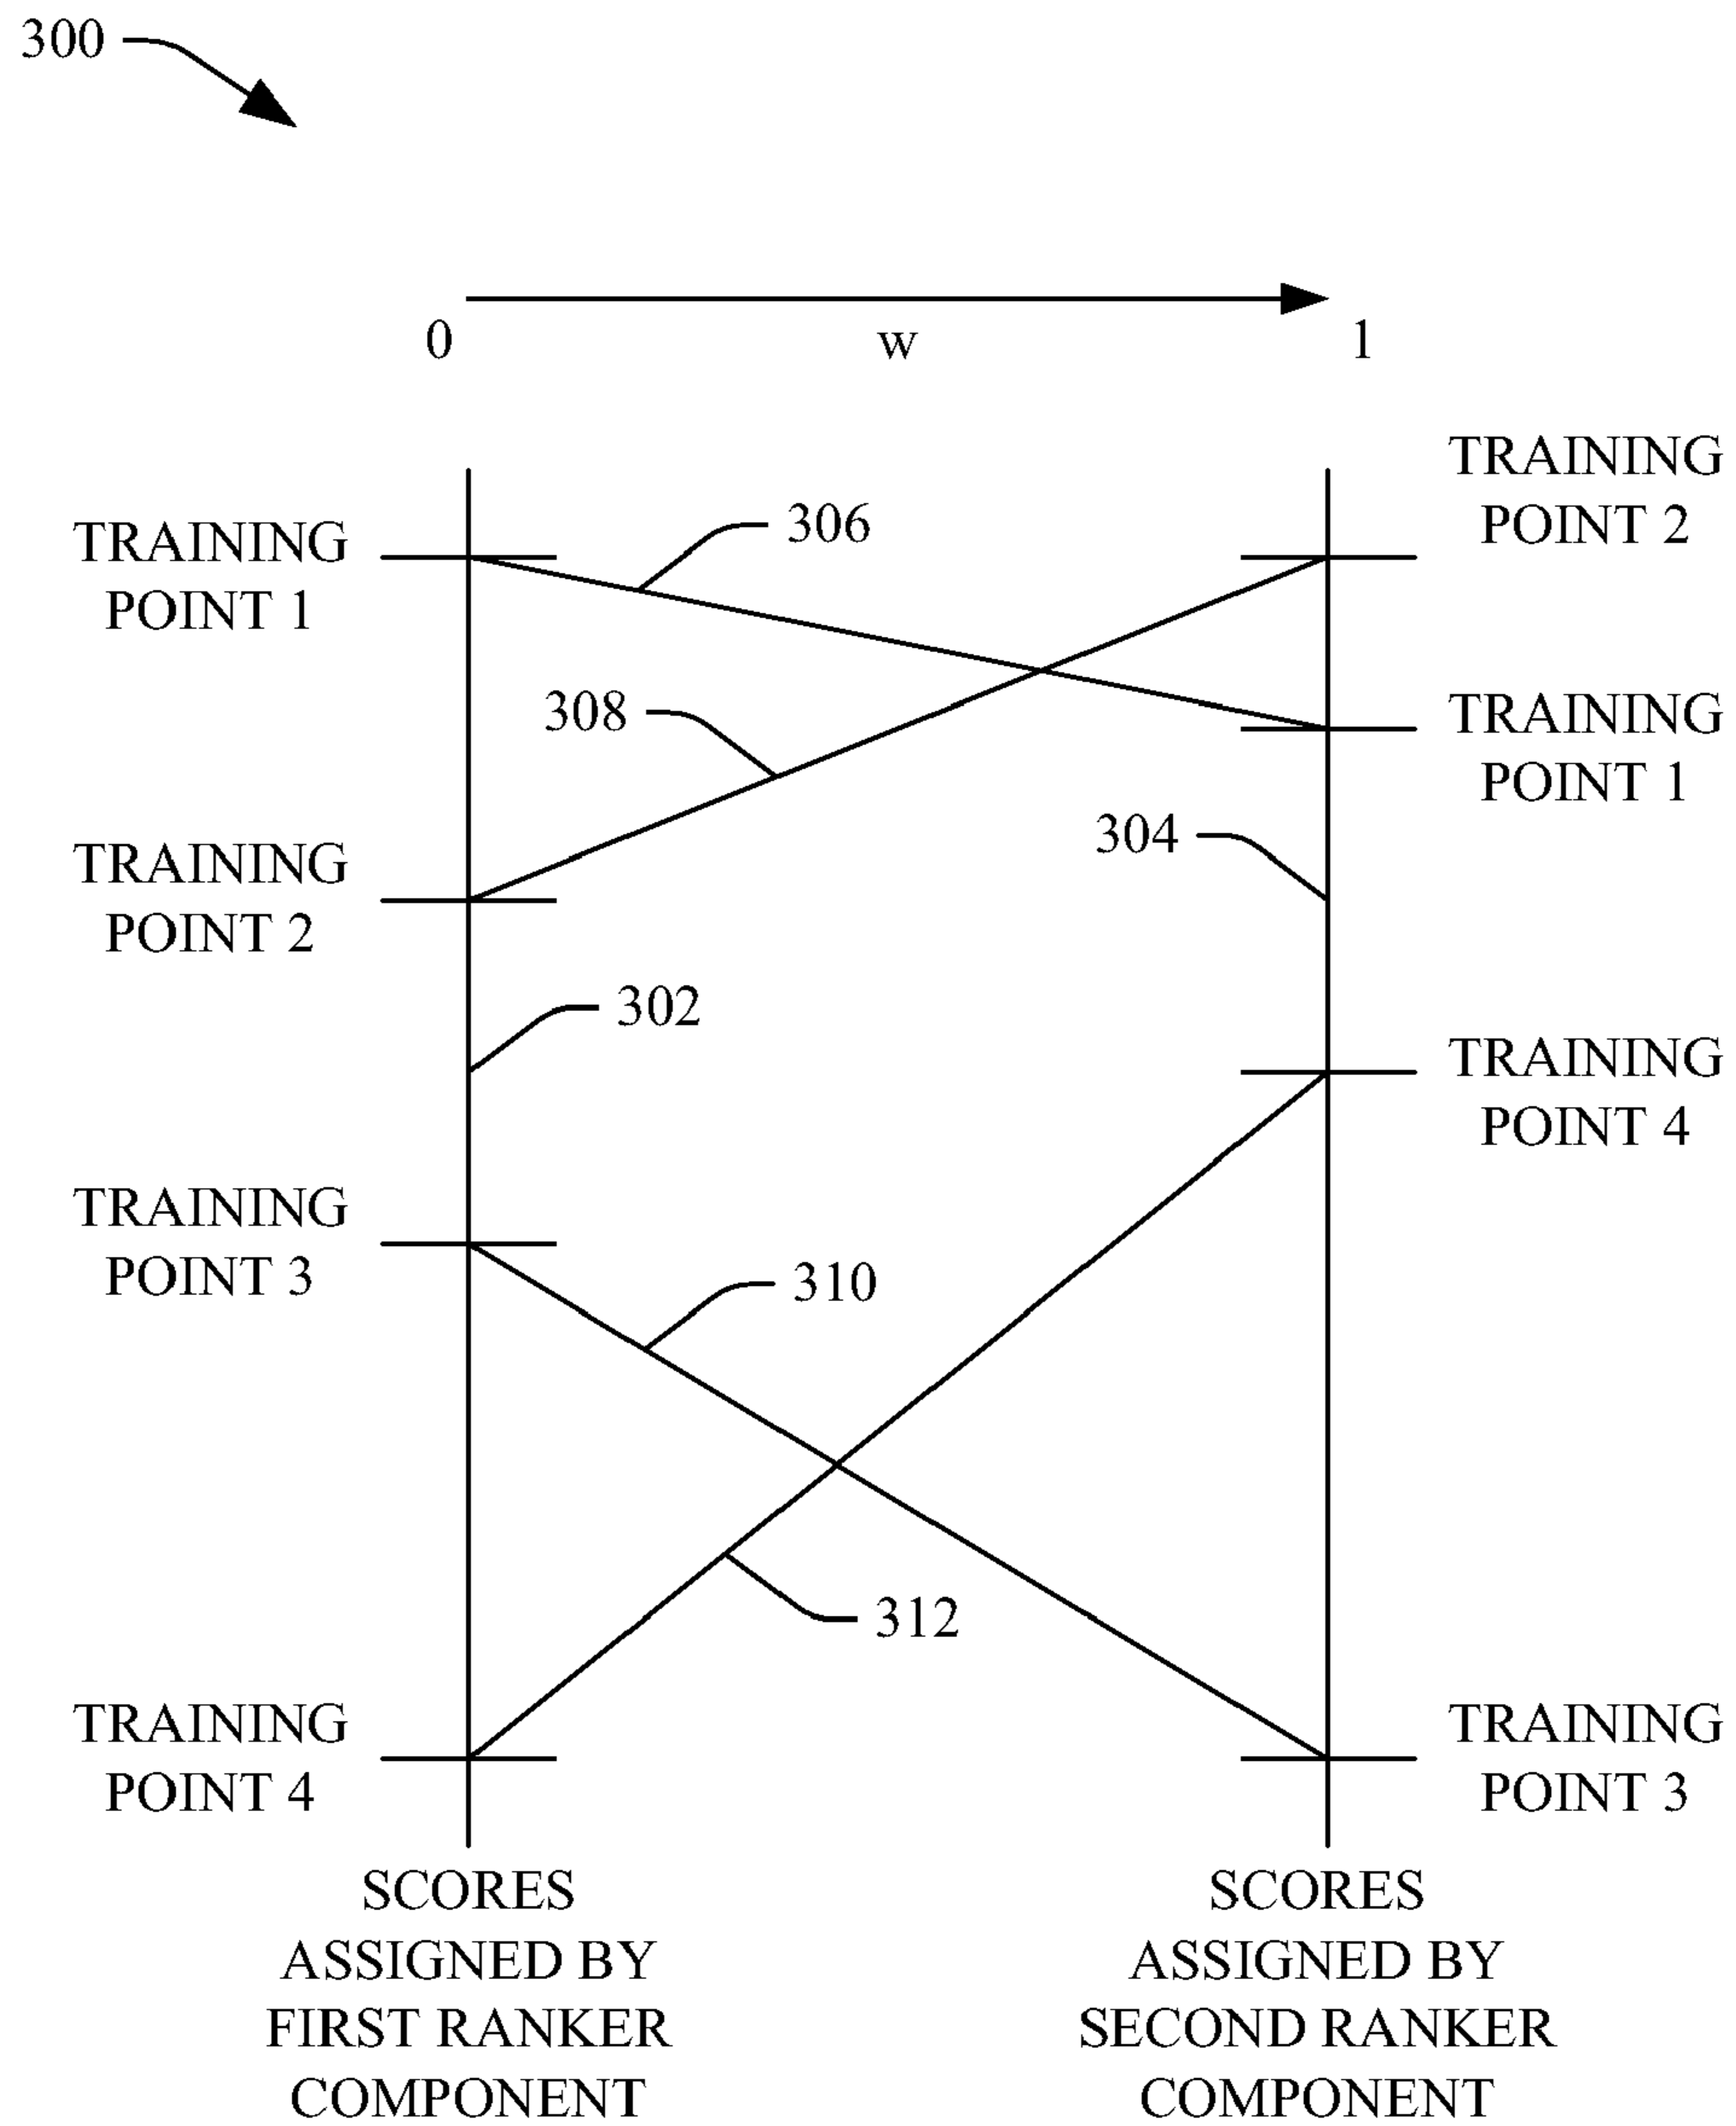 300
0 w 1
TRAINING
POINT 2
TRAINING
POINT 1
306
308
TRAINING
POINT 1
304
TRAINING
POINT 2
302
TRAINING
POINT 4
TRAINING
POINT 3
310
312
TRAINING
POINT 4
TRAINING
POINT 3
SCORES
ASSIGNED BY
FIRST RANKER
COMPONENT
SCORES
ASSIGNED BY
SECOND RANKER
COMPONENT